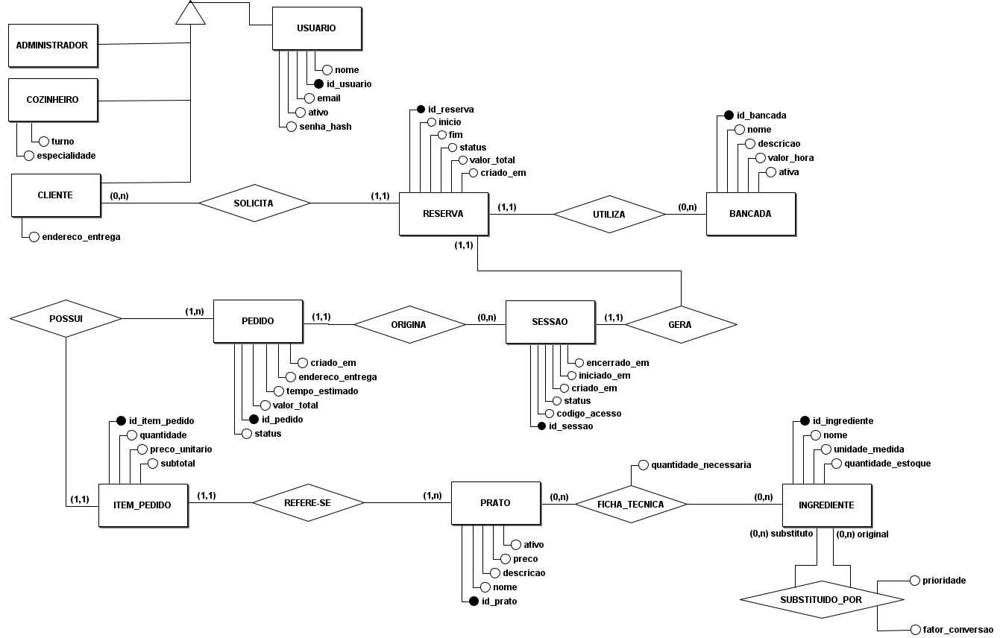 USUARIO
ADMINISTRADOR
nome
id_usuario
COZINHEIRO
email
ativo
senha_hash
turno
especialidade
id_reserva
inicio
fim
status
valor_total
criado_em
id_bancada
nome
descricao
valor_hora
ativa
CLIENTE
(0,n)
SOLICITA
(1,1)
RESERVA
(1,1)
UTILIZA
(0,n)
BANCADA
endereco_entrega
(1,1)
POSSUI
(1,n)
PEDIDO
(1,1)
ORIGINA
(0,n)
SESSAO
(1,1)
GERA
criado_em
endereco_entrega
tempo_estimado
valor_total
id_pedido
status
encerrado_em
iniciado_em
criado_em
status
codigo_acesso
id_sessao
id_item_pedido
quantidade
preco_unitario
subtotal
id_ingrediente
nome
unidade_medida
quantidade_estoque
quantidade_necessaria
(1,1)
ITEM_PEDIDO
(1,1)
REFERE-SE
(1,n)
PRATO
(0,n)
FICHA_TECNICA
(0,n)
INGREDIENTE
(0,n) substituto
(0,n) original
ativo
preco
descricao
nome
id_prato
SUBSTITUIDO_POR
prioridade
fator_conversao